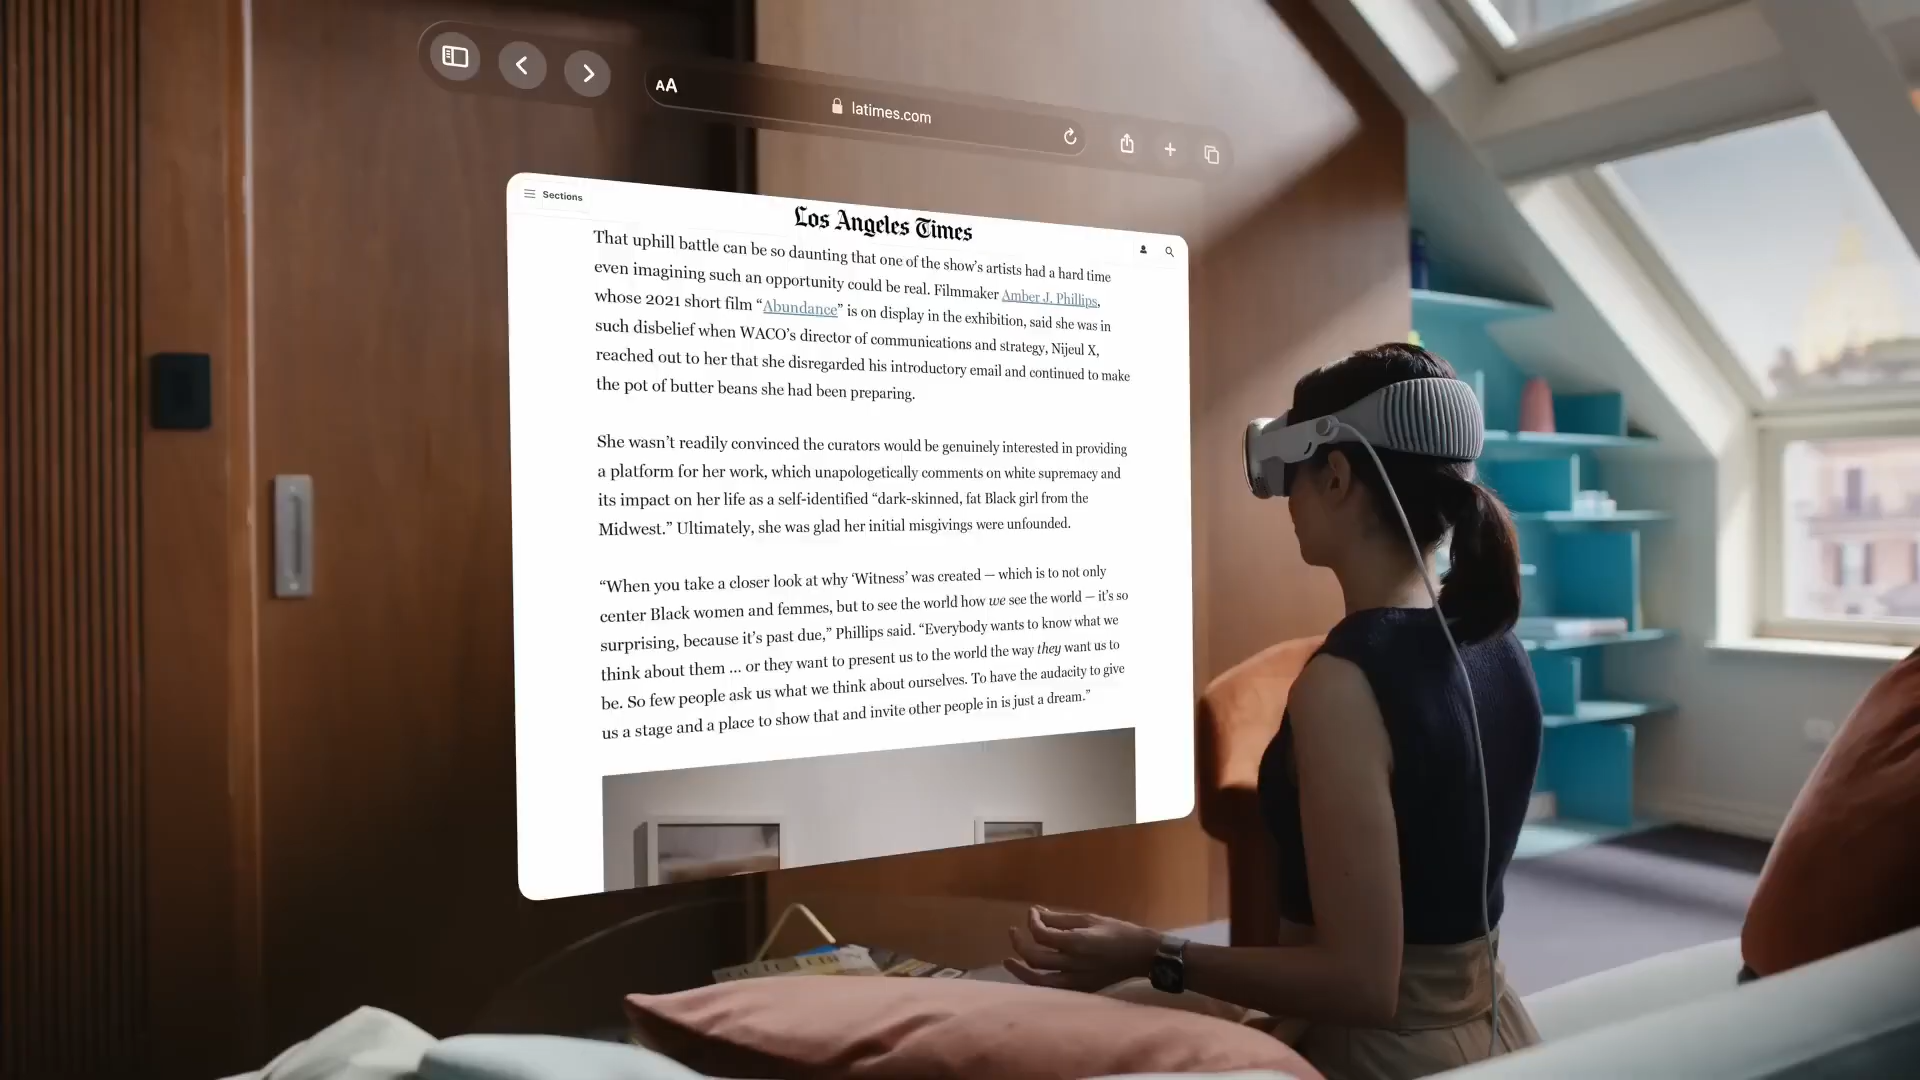 AA
latimes.com
Sections
Los Angeles Times
That uphill battle can be so daunting that one of the show’s artists had a hard time
even imagining such an opportunity could be real. Filmmaker Amber J. Phillips,
whose 2021 short film “Abundance” is on display in the exhibition, said she was in
such disbelief when WACO’s director of communications and strategy, Nijeul X,
reached out to her that she disregarded his introductory email and continued to make
the pot of butter beans she had been preparing.
She wasn’t readily convinced the curators would be genuinely interested in providing
a platform for her work, which unapologetically comments on white supremacy and
its impact on her life as a self-identified “dark-skinned, fat Black girl from the
Midwest.” Ultimately, she was glad her initial misgivings were unfounded.
“When you take a closer look at why ‘Witness’ was created — which is to not only
center Black women and femmes, but to see the world how we see the world — it’s so
surprising, because it’s past due,” Phillips said. “Everybody wants to know what we
think about them ... or they want to present us to the world the way they want us to
be. So few people ask us what we think about ourselves. To have the audacity to give
us a stage and a place to show that and invite other people in is just a dream.”